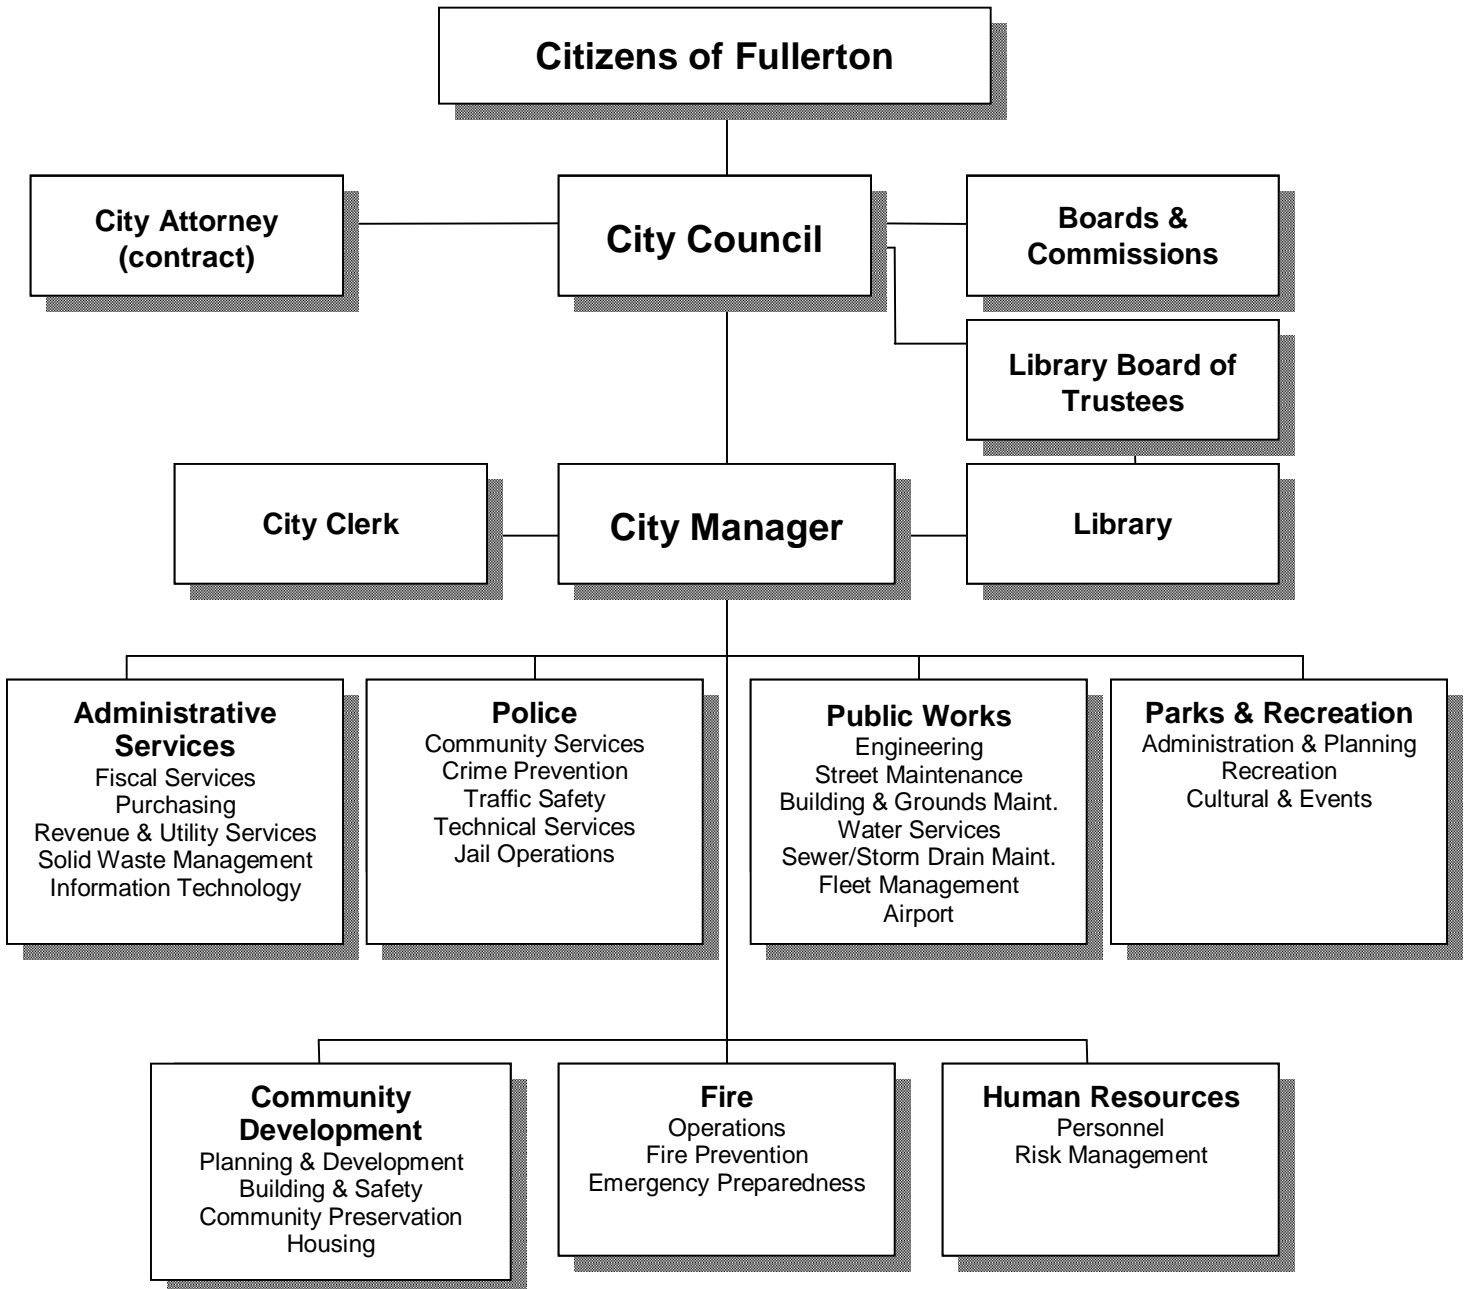 Citizens of Fullerton
City Attorney
(contract)
City Council
Boards &
Commissions
Library Board of
Trustees
City Clerk
City Manager
Library
Administrative
Services
Fiscal Services
Purchasing
Revenue & Utility Services
Solid Waste Management
Information Technology
Police
Community Services
Crime Prevention
Traffic Safety
Technical Services
Jail Operations
Public Works
Engineering
Street Maintenance
Building & Grounds Maint.
Water Services
Sewer/Storm Drain Maint.
Fleet Management
Airport
Parks & Recreation
Administration & Planning
Recreation
Cultural & Events
Community
Development
Planning & Development
Building & Safety
Community Preservation
Housing
Fire
Operations
Fire Prevention
Emergency Preparedness
Human Resources
Personnel
Risk Management